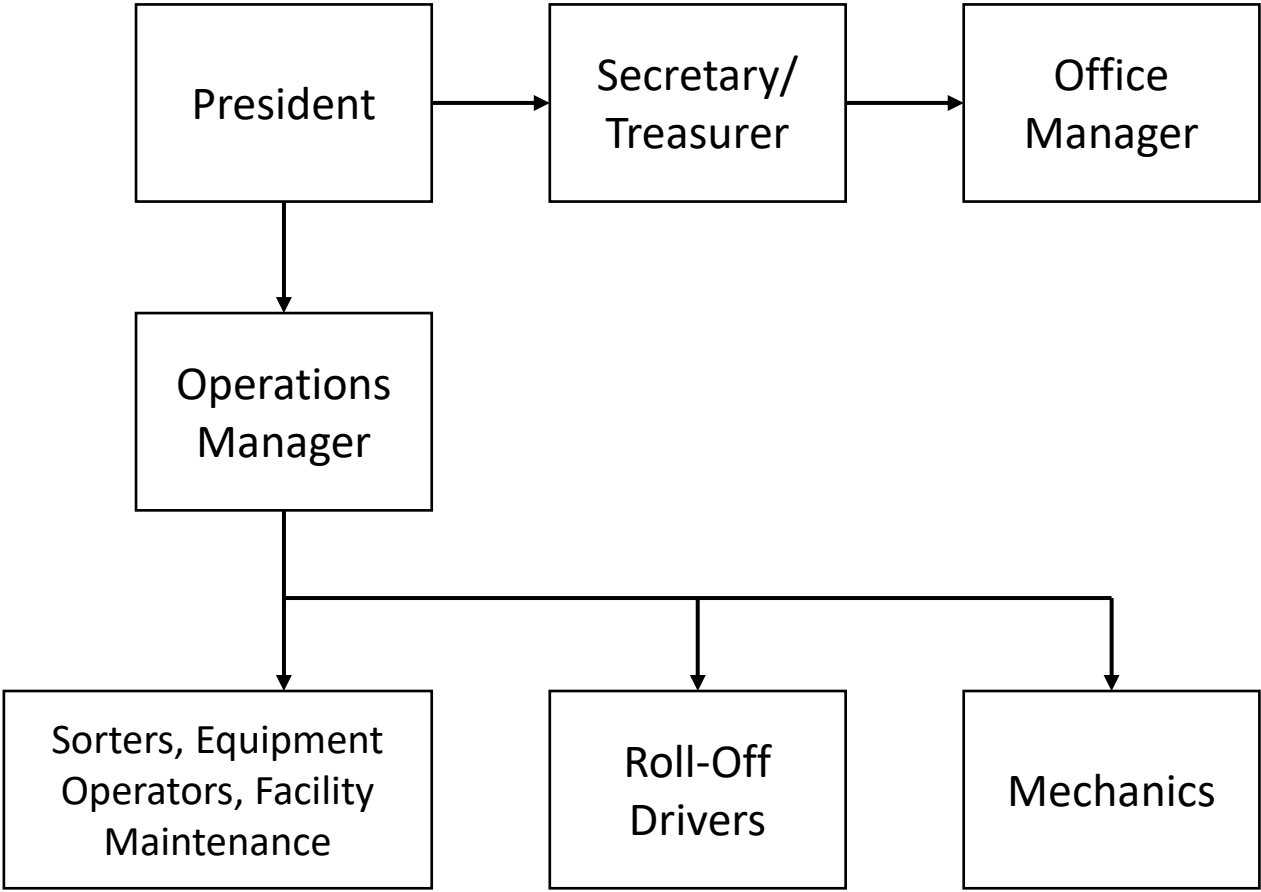 President
Secretary/
Treasurer
Office
Manager
Operations
Manager
Sorters, Equipment
Operators, Facility
Maintenance
Roll-Off
Drivers
Mechanics